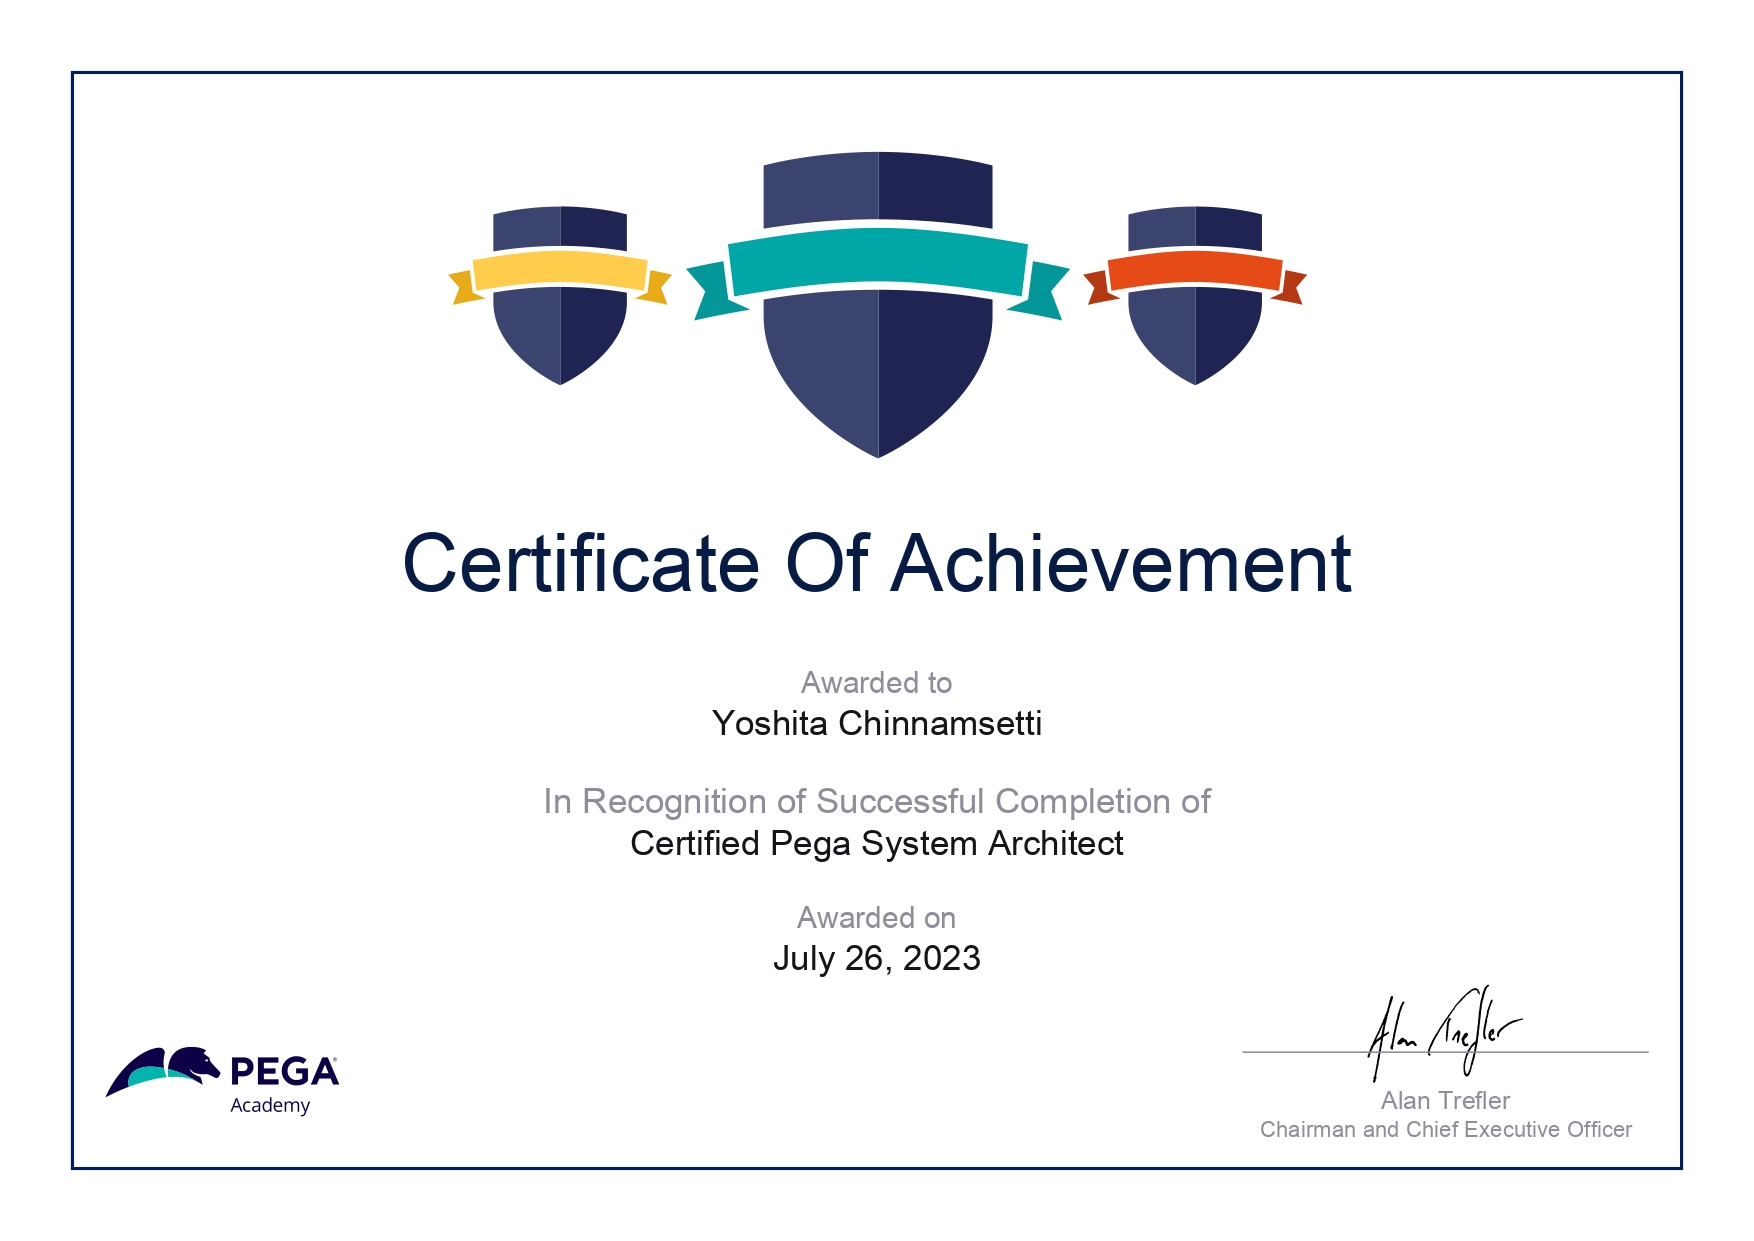 Certificate Of Achievement
Awarded to
Yoshita Chinnamsetti
In Recognition of Successful Completion of
Certified Pega System Architect
Awarded on
July 26, 2023
Alan Trefler
PEGA®
Academy
Alan Trefler
Chairman and Chief Executive Officer